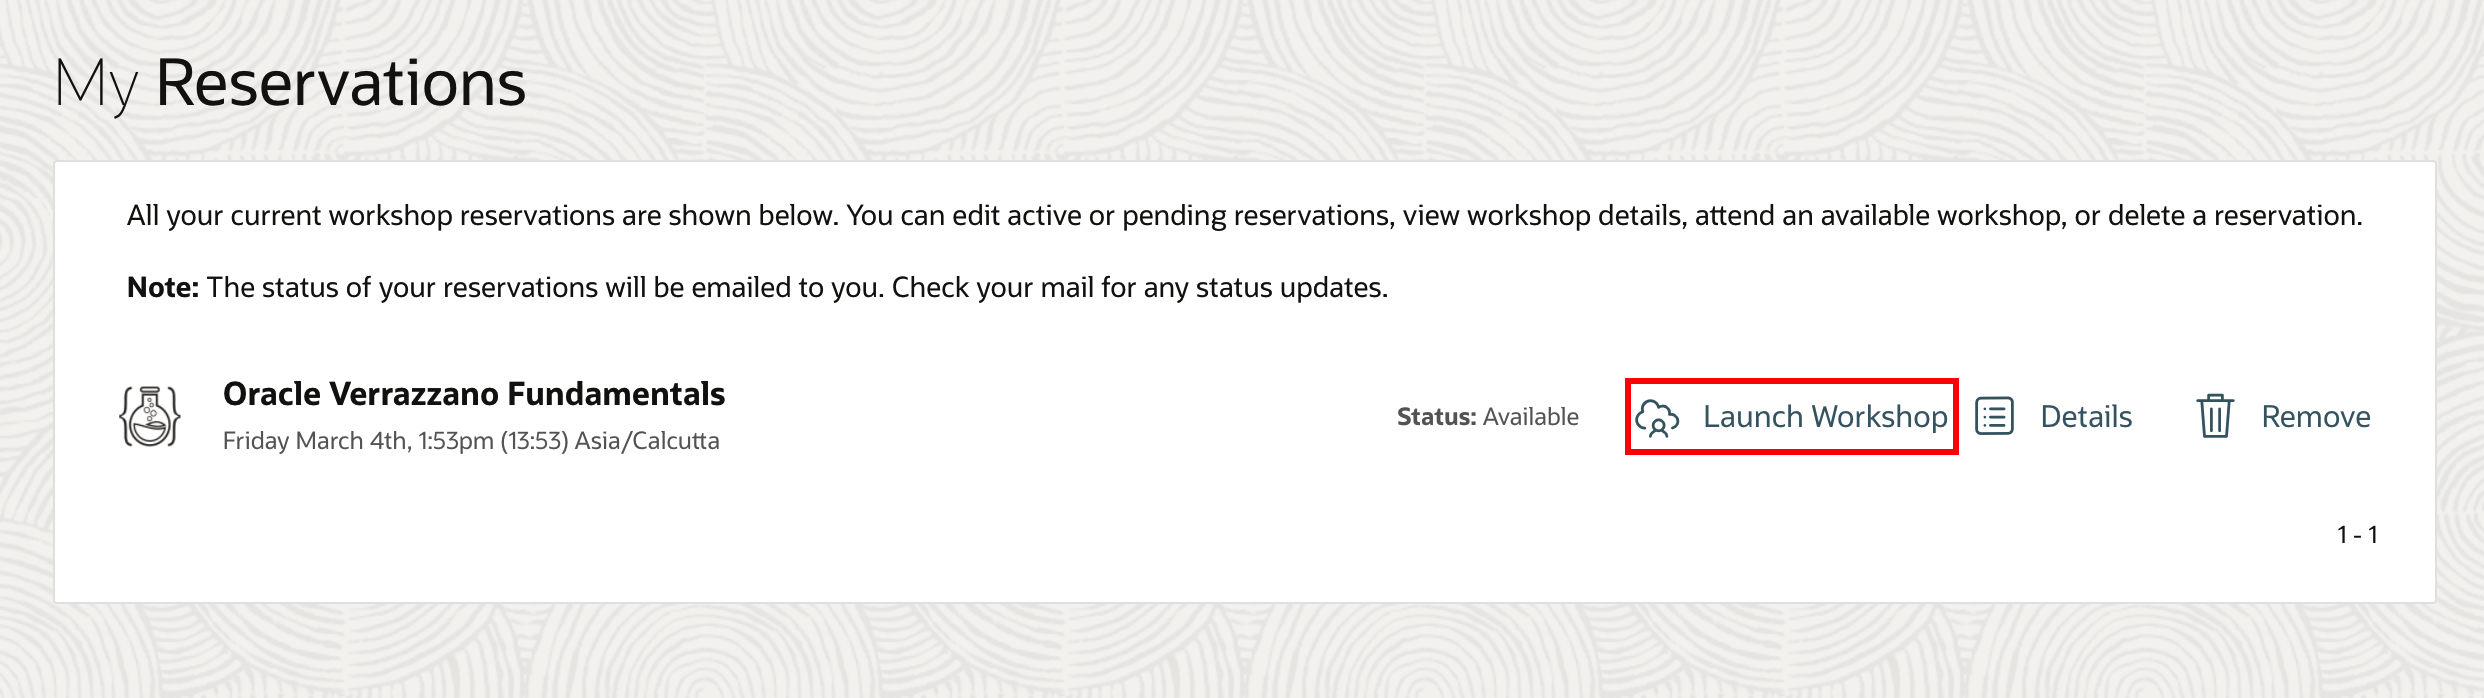 My Reservations
All your current workshop reservations are shown below. You can edit active or pending reservations, view workshop details, attend an available workshop, or delete a reservation.
Note: The status of your reservations will be emailed to you. Check your mail for any status updates.
Oracle Verrazzano Fundamentals
Friday March 4th, 1:53pm (13:53) Asia/Calcutta
Status: Available
Launch Workshop
Details
Remove
1 - 1